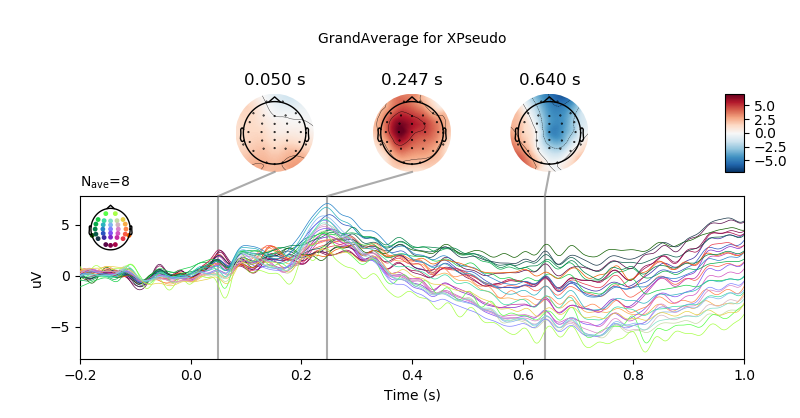 GrandAverage for XPseudo
0.050 s
0.247 s
0.640 s
5.0
2.5
0.0
−2.5
−5.0
Nave=8
5
0
−5
uV
−0.2
0.0
0.2
0.4
0.6
0.8
1.0
Time (s)